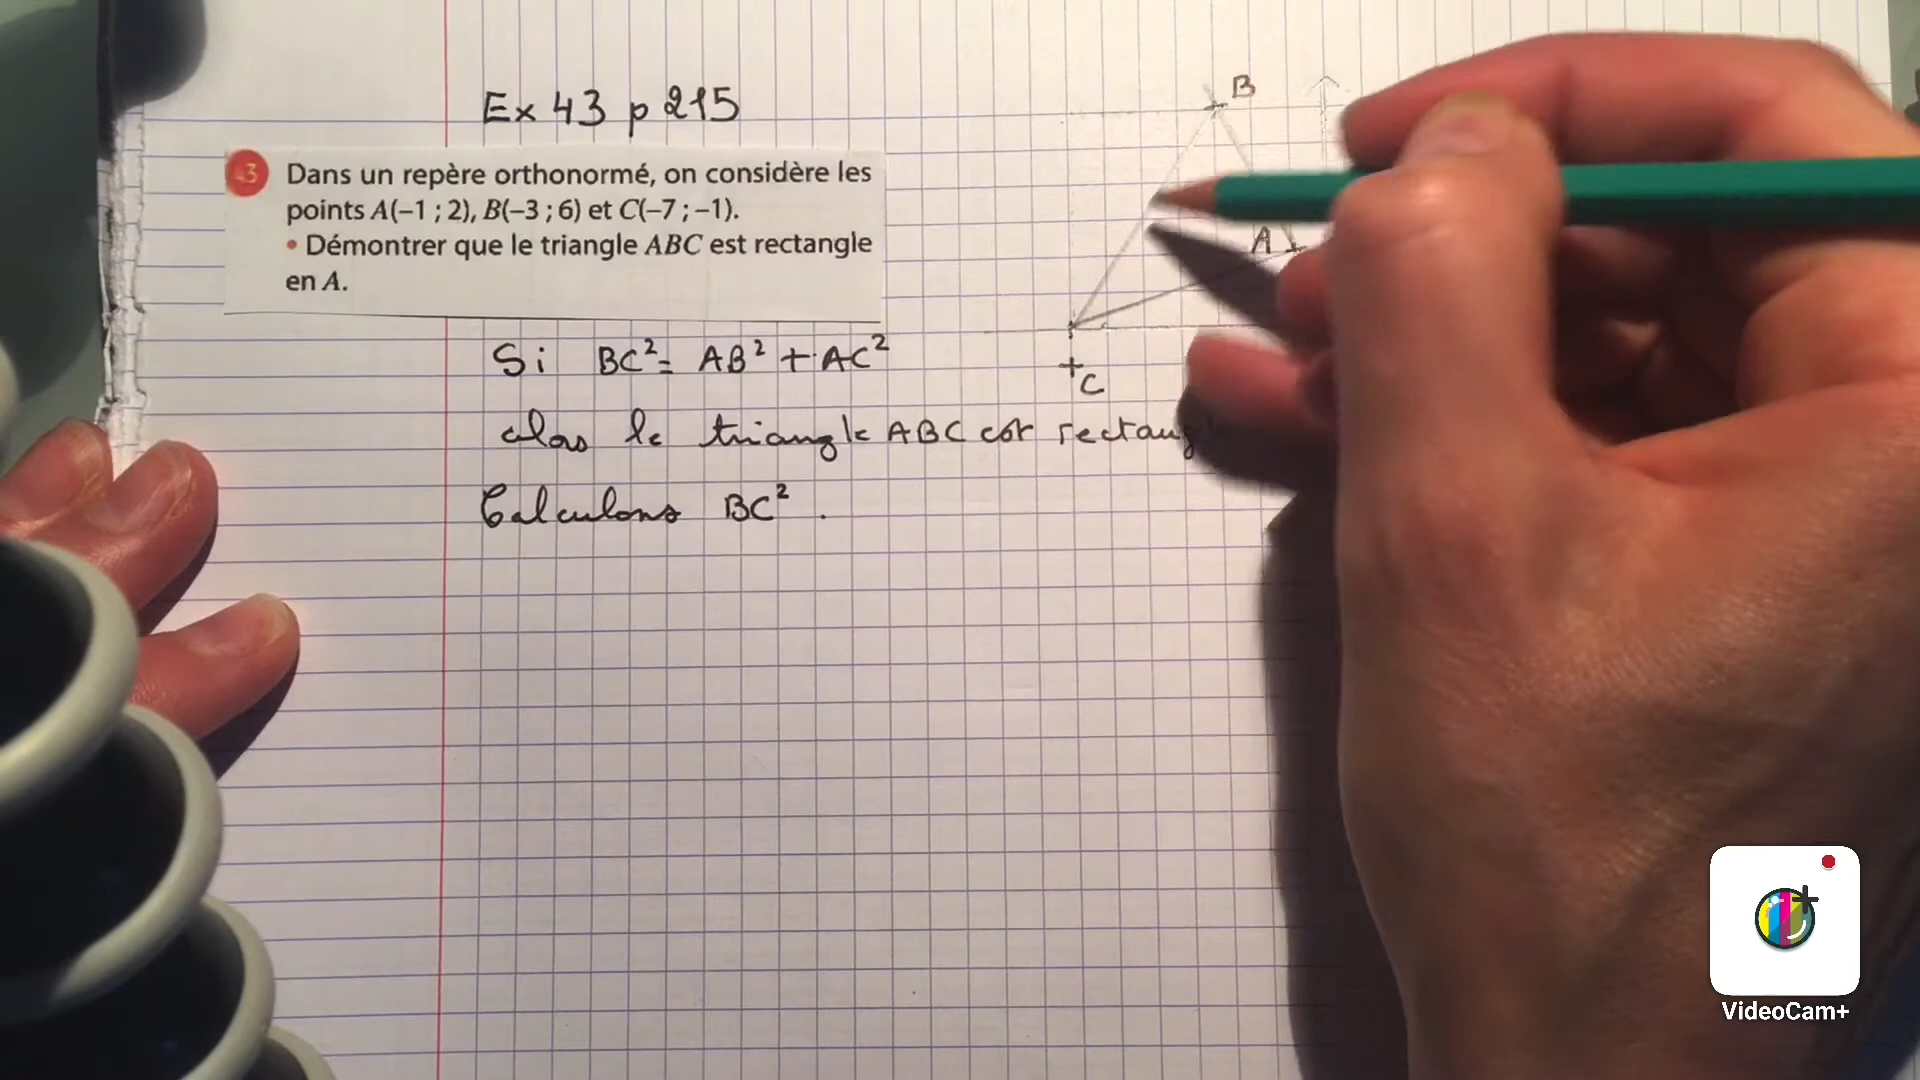 Ex 43 p 215
B
43 Dans un repère orthonormé, on considère les
points A(–1 ; 2), B(–3 ; 6) et C(–7 ; –1).
• Démontrer que le triangle ABC est rectangle
en A.
A
Si BC² = AB² + AC²
C
alors le triangle ABC est rectang
Calculons BC².
VideoCam+